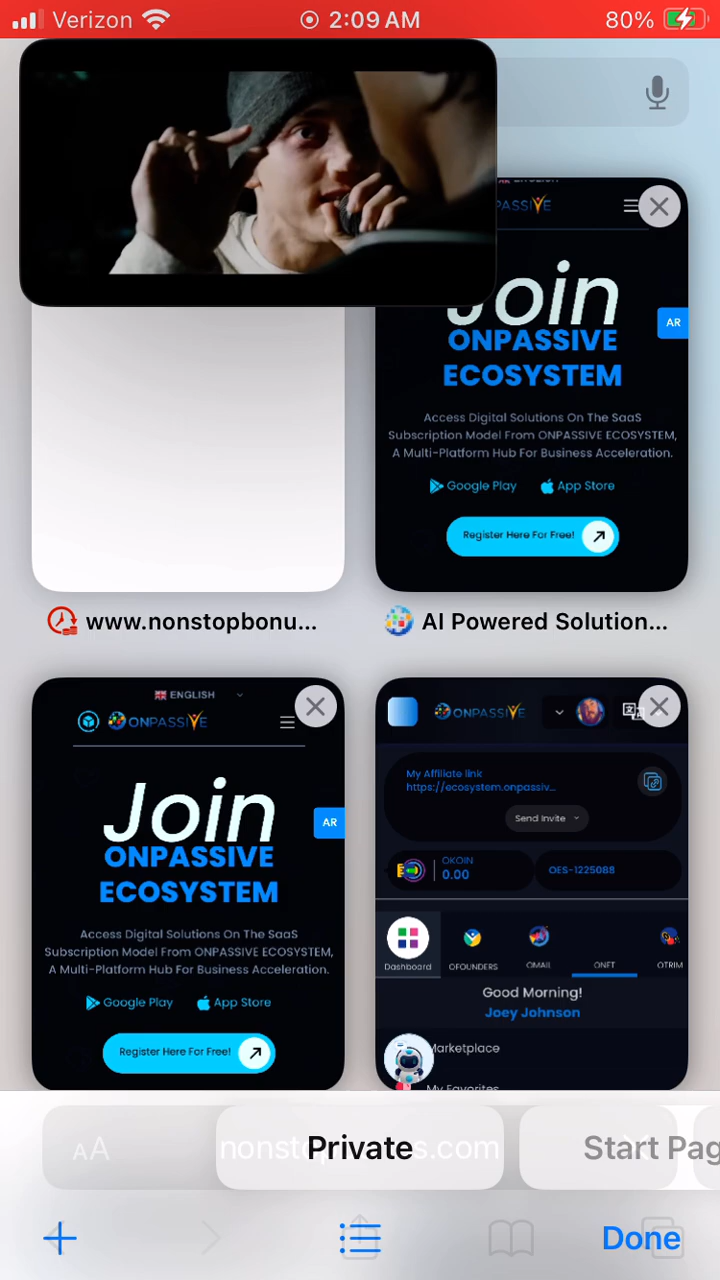 Verizon
2:09 AM
80%
ENGLISH
PASSIVE
Join
ONPASSIVE
ECOSYSTEM
AR
Access Digital Solutions On The SaaS
Subscription Model From ONPASSIVE ECOSYSTEM,
A Multi-Platform Hub For Business Acceleration.
Google Play
App Store
Register Here For Free!
www.nonstopbonu...
AI Powered Solution...
ENGLISH
ONPASSIVE
Join
ONPASSIVE
ECOSYSTEM
AR
Access Digital Solutions On The SaaS
Subscription Model From ONPASSIVE ECOSYSTEM,
A Multi-Platform Hub For Business Acceleration.
Google Play
App Store
Register Here For Free!
ONPASSIVE
My Affiliate link
https://ecosystem.onpassiv...
Send Invite
OKOIN
0.00
OES-1225088
Dashboard
OFOUNDERS
OMAIL
ONFT
OTRIM
Good Morning!
Joey Johnson
Marketplace
My Favorites
AA
Private
Start Pag
Done